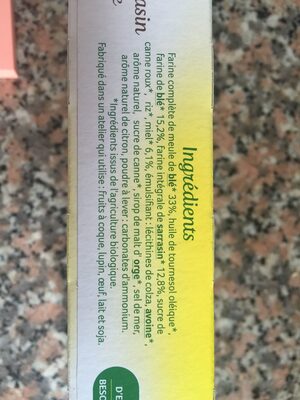 asin
Ingrédients
Farine complète de meule de blé* 33%, huile de tournesol oléique*,
Farine de blé* 15,2%, farine intégrale de sarrasin* 12,8%, sucre de
canne roux*, riz*, miel* 6,1%, émulsifiant : lécithines de colza, avoine*,
arôme naturel, sucre de canne*, sirop de malt d'orge*, sel de mer,
arôme naturel de citron, poudre à lever : carbonates d'ammonium.
*Ingrédients issus de l'agriculture biologique.
Fabriqué dans un atelier qui utilise : fruits à coque, lupin, œuf, lait et soja.
D'E
BESC